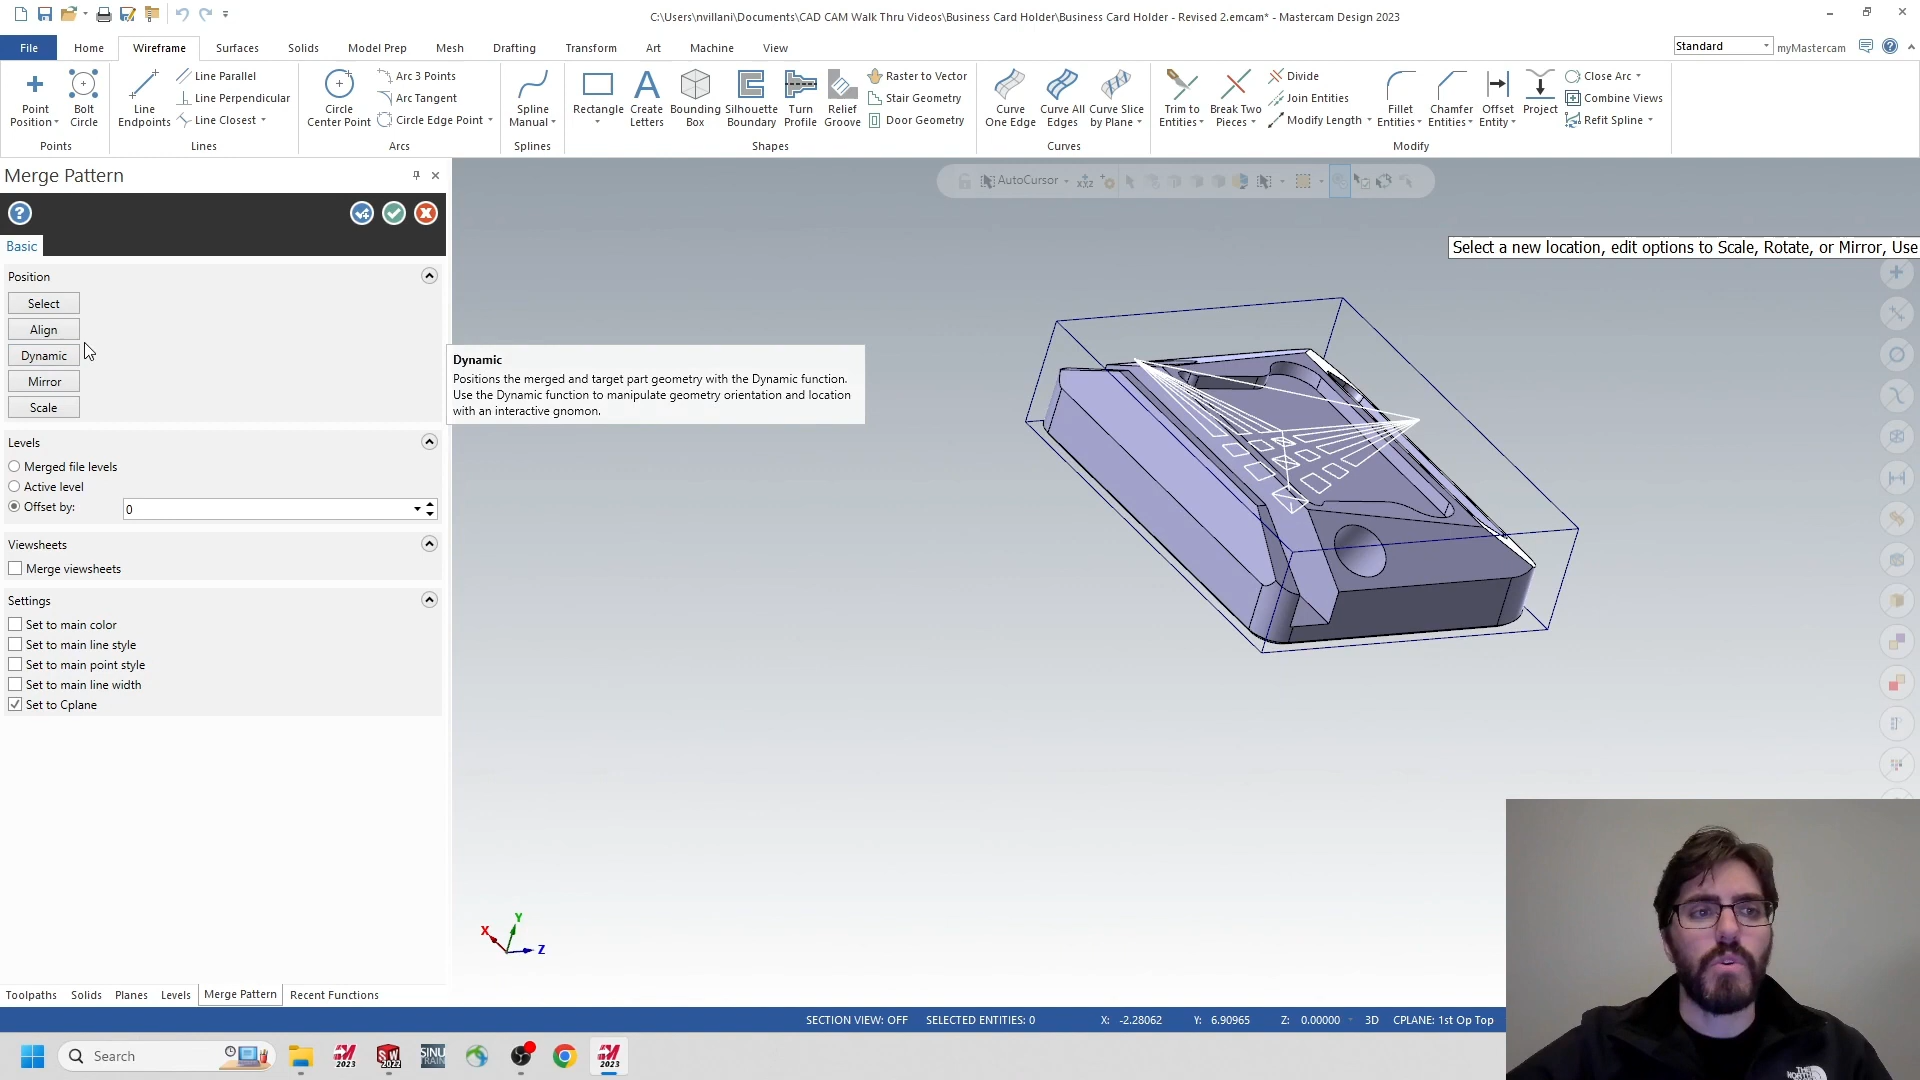 C:\Users\nvillani\Documents\CAD CAM Walk Thru Videos\Business Card Holder\Business Card Holder - Revised 2.emcam* - Mastercam Design 2023
File Home Wireframe Surfaces Solids Model Prep Mesh Drafting Transform Art Machine View
Standard myMastercam
Point Position
Bolt Circle
Points
Line Endpoints
Line Parallel
Line Perpendicular
Line Closest
Lines
Circle Center Point
Arc 3 Points
Arc Tangent
Circle Edge Point
Arcs
Spline Manual
Splines
Rectangle
Create Letters
Bounding Box
Silhouette Boundary
Turn Profile
Relief Groove
Raster to Vector
Stair Geometry
Door Geometry
Shapes
Curve One Edge
Curve All Edges
Curve Slice by Plane
Curves
Trim to Entities
Break Two Pieces
Divide
Join Entities
Modify Length
Fillet Entities
Chamfer Entities
Offset Entity
Project
Close Arc
Combine Views
Refit Spline
Modify
Merge Pattern
Basic
Position
Select
Align
Dynamic
Mirror
Scale
Levels
Merged file levels
Active level
Offset by: 0
Viewsheets
Merge viewsheets
Settings
Set to main color
Set to main line style
Set to main point style
Set to main line width
Set to Cplane
AutoCursor
Select a new location, edit options to Scale, Rotate, or Mirror, Use
Dynamic
Positions the merged and target part geometry with the Dynamic function.
Use the Dynamic function to manipulate geometry orientation and location
with an interactive gnomon.
X Y Z
Toolpaths Solids Planes Levels Merge Pattern Recent Functions
SECTION VIEW: OFF SELECTED ENTITIES: 0 X: -2.28062 Y: 6.90965 Z: 0.00000 3D CPLANE: 1st Op Top
Search
2023
SW
2022
SINU
TRAIN
2023
THE